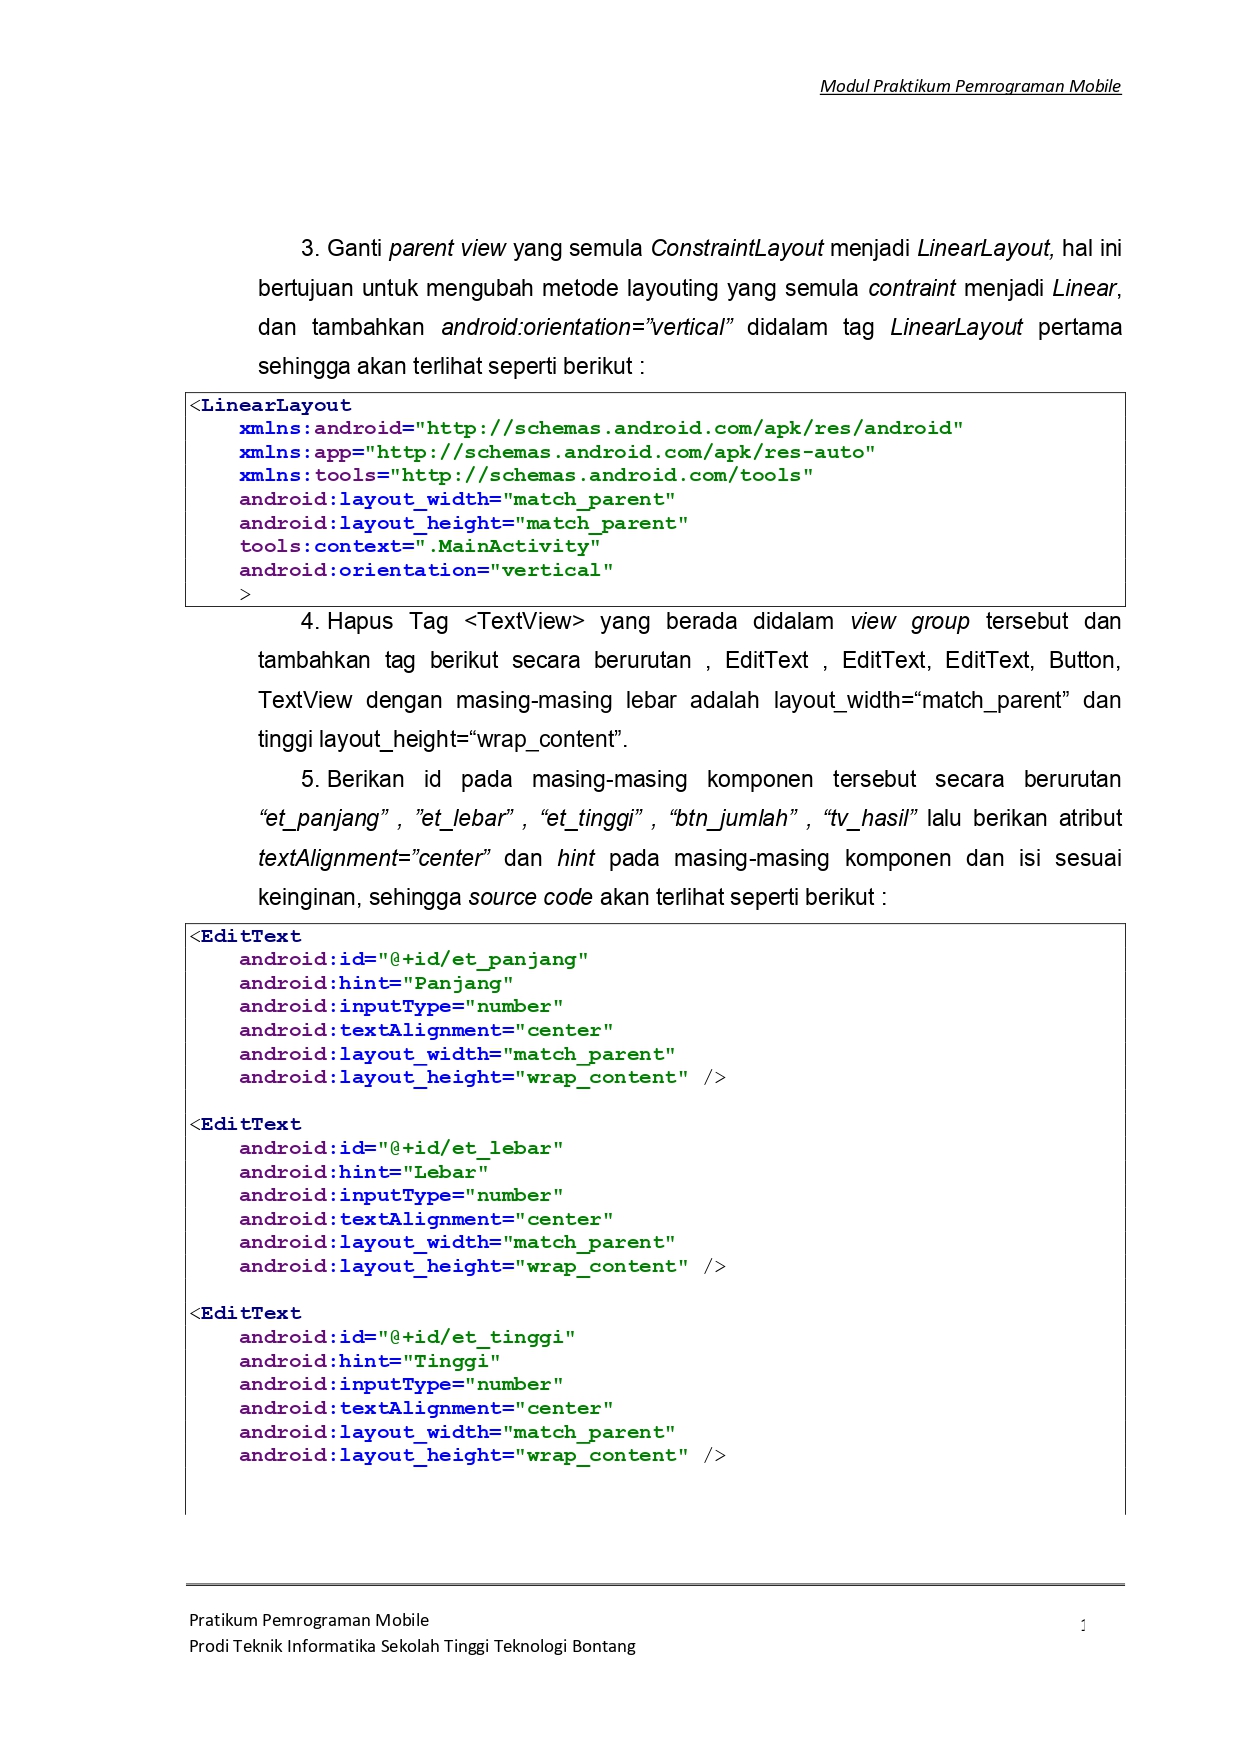 Modul Praktikum Pemrograman Mobile
3. Ganti parent view yang semula ConstraintLayout menjadi LinearLayout, hal ini
bertujuan untuk mengubah metode layouting yang semula contraint menjadi Linear,
dan tambahkan android:orientation=”vertical” didalam tag LinearLayout pertama
sehingga akan terlihat seperti berikut :
<LinearLayout
xmlns:android="http://schemas.android.com/apk/res/android"
xmlns:app="http://schemas.android.com/apk/res-auto"
xmlns:tools="http://schemas.android.com/tools"
android:layout_width="match_parent"
android:layout_height="match_parent"
tools:context=".MainActivity"
android:orientation="vertical"
>
4. Hapus Tag <TextView> yang berada didalam view group tersebut dan
tambahkan tag berikut secara berurutan , EditText , EditText, EditText, Button,
TextView dengan masing-masing lebar adalah layout_width=“match_parent” dan
tinggi layout_height=“wrap_content”.
5. Berikan id pada masing-masing komponen tersebut secara berurutan
“et_panjang” , ”et_lebar” , “et_tinggi” , “btn_jumlah” , “tv_hasil” lalu berikan atribut
textAlignment=”center” dan hint pada masing-masing komponen dan isi sesuai
keinginan, sehingga source code akan terlihat seperti berikut :
<EditText
android:id="@+id/et_panjang"
android:hint="Panjang"
android:inputType="number"
android:textAlignment="center"
android:layout_width="match_parent"
android:layout_height="wrap_content" />
<EditText
android:id="@+id/et_lebar"
android:hint="Lebar"
android:inputType="number"
android:textAlignment="center"
android:layout_width="match_parent"
android:layout_height="wrap_content" />
<EditText
android:id="@+id/et_tinggi"
android:hint="Tinggi"
android:inputType="number"
android:textAlignment="center"
android:layout_width="match_parent"
android:layout_height="wrap_content" />
Pratikum Pemrograman Mobile
1
Prodi Teknik Informatika Sekolah Tinggi Teknologi Bontang